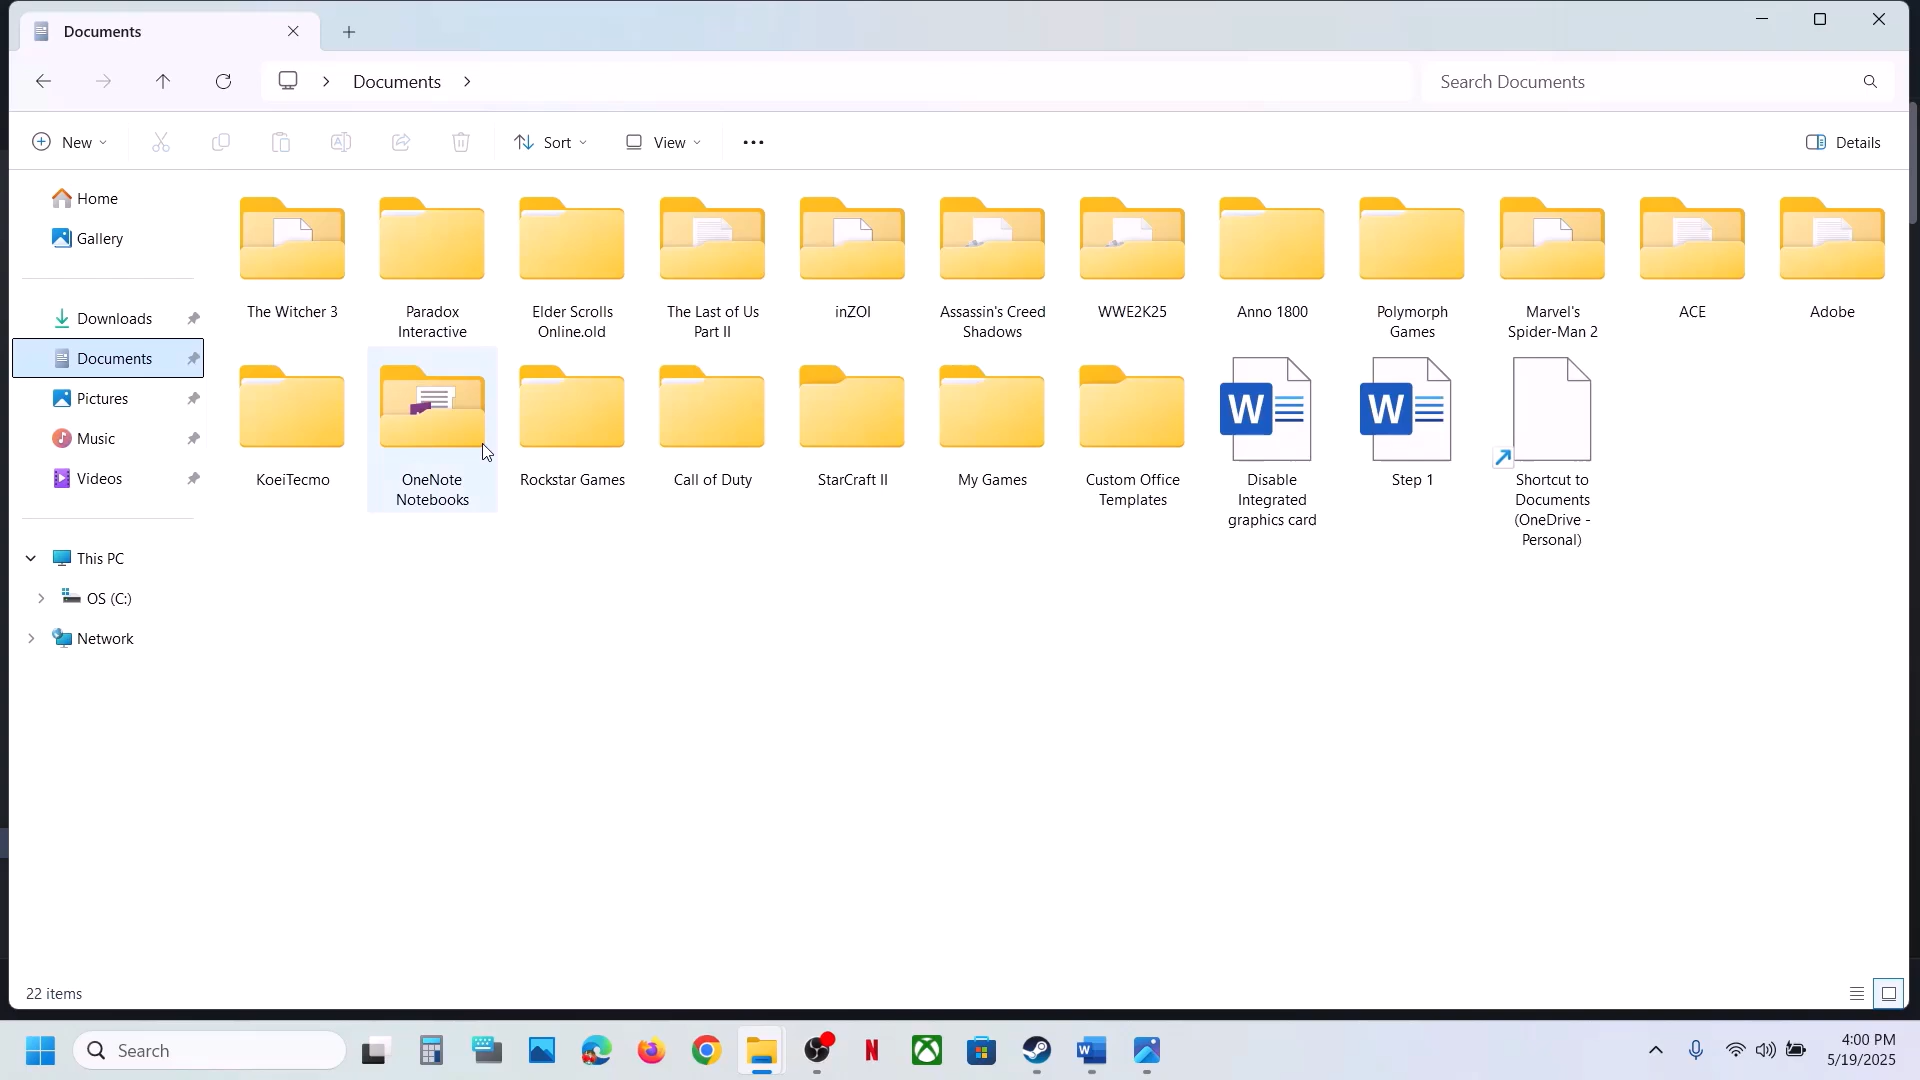 Documents
Documents
Search Documents
New
Sort
View
Details
Home
Gallery
Downloads
Documents
Pictures
Music
Videos
This PC
OS (C:)
Network
The Witcher 3
Paradox
Interactive
Elder Scrolls
Online.old
The Last of Us
Part II
inZOI
Assassin's Creed
Shadows
WWE2K25
Anno 1800
Polymorph
Games
Marvel's
Spider-Man 2
ACE
Adobe
KoeiTecmo
OneNote
Notebooks
Rockstar Games
Call of Duty
StarCraft II
My Games
Custom Office
Templates
W
Disable
Integrated
graphics card
W
Step 1
Shortcut to
Documents
(OneDrive -
Personal)
22 items
Search
N
W
4:00 PM
5/19/2025